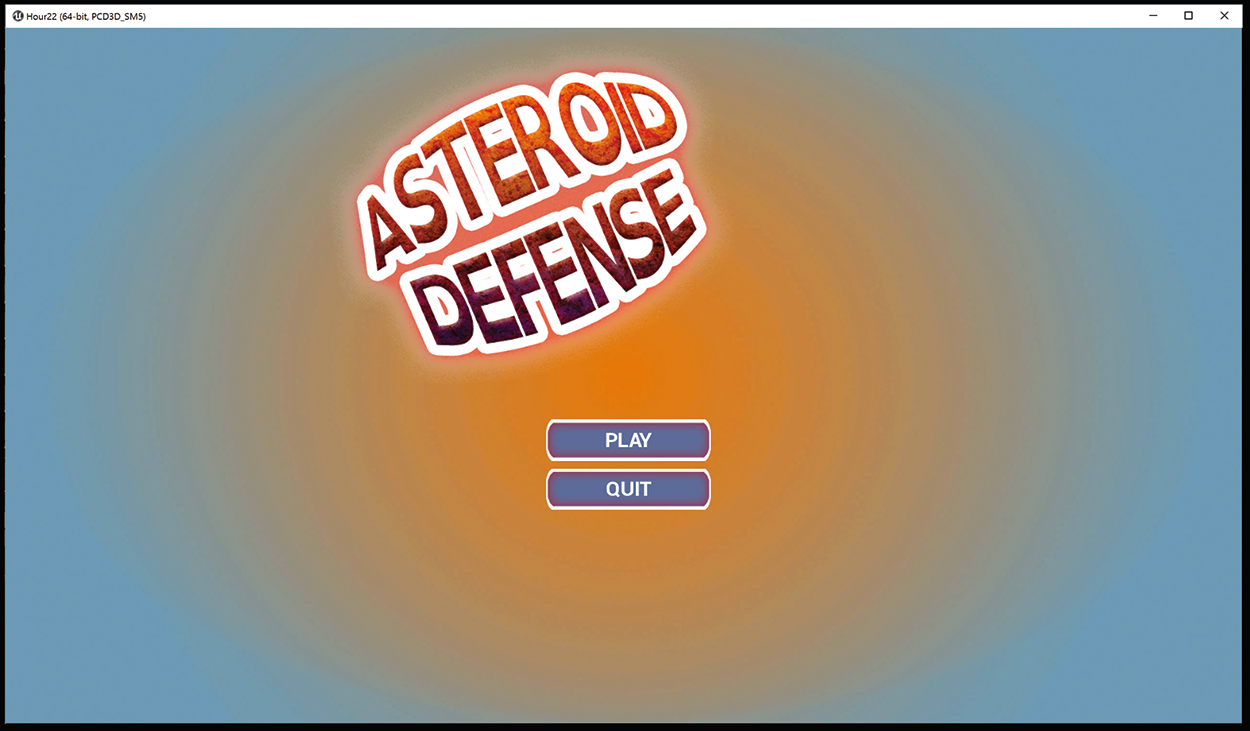 Hour22 (64-bit, PCD3D_SM5)
ASTEROID
DEFENSE
PLAY
QUIT